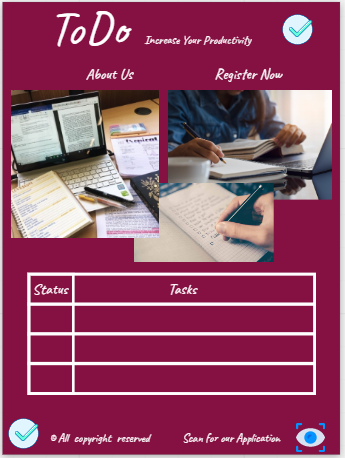 ToDo
Increase Your Productivity
About Us
Register Now
Status
Tasks
© All copyright reserved
Scan For our Application